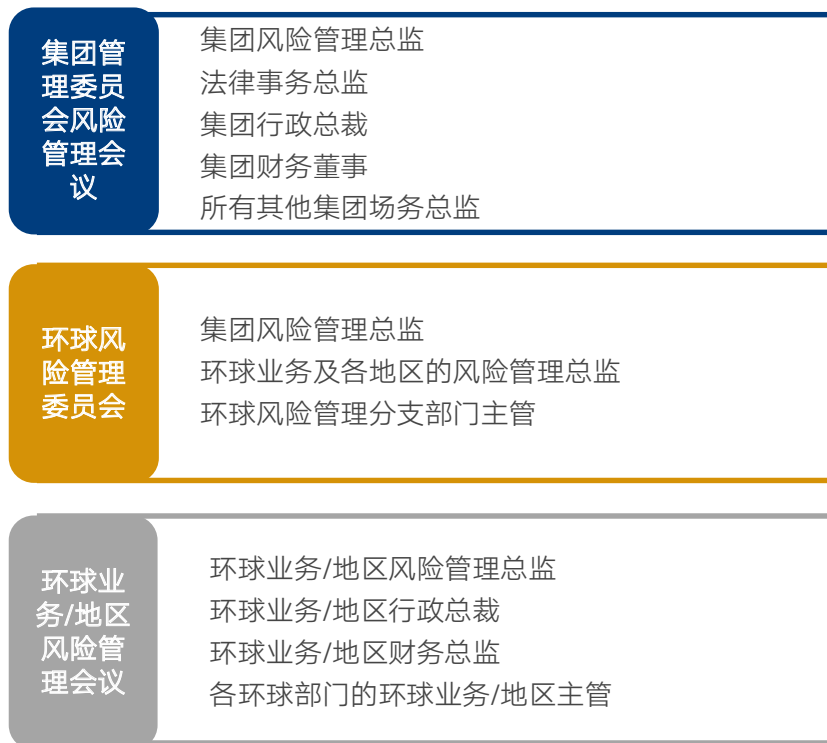 集团管
理委员
会风险
管理会
议
集团风险管理总监
法律事务总监
集团行政总裁
集团财务董事
所有其他集团场务总监
环球风
险管理
委员会
集团风险管理总监
环球业务及各地区的风险管理总监
环球风险管理分支部门主管
环球业
务/地区
风险管
理会议
环球业务/地区风险管理总监
环球业务/地区行政总裁
环球业务/地区财务总监
各环球部门的环球业务/地区主管